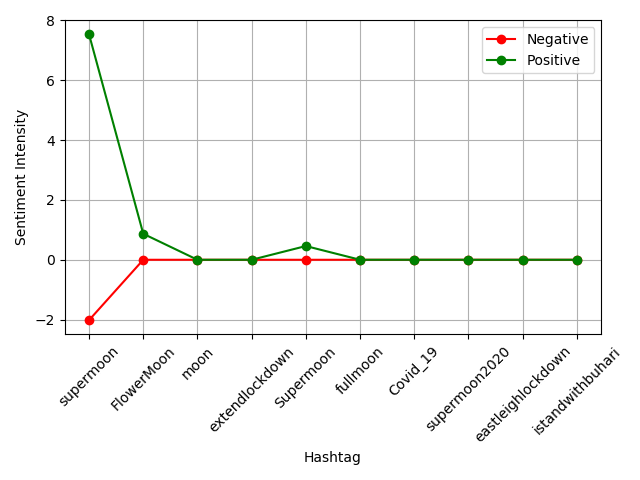 8
6
4
2
0
−2
Sentiment Intensity
Negative
Positive
supermoon
FlowerMoon
moon
extendlockdown
Supermoon
fullmoon
Covid_19
supermoon2020
eastleighlockdown
istandwithbuhari
Hashtag